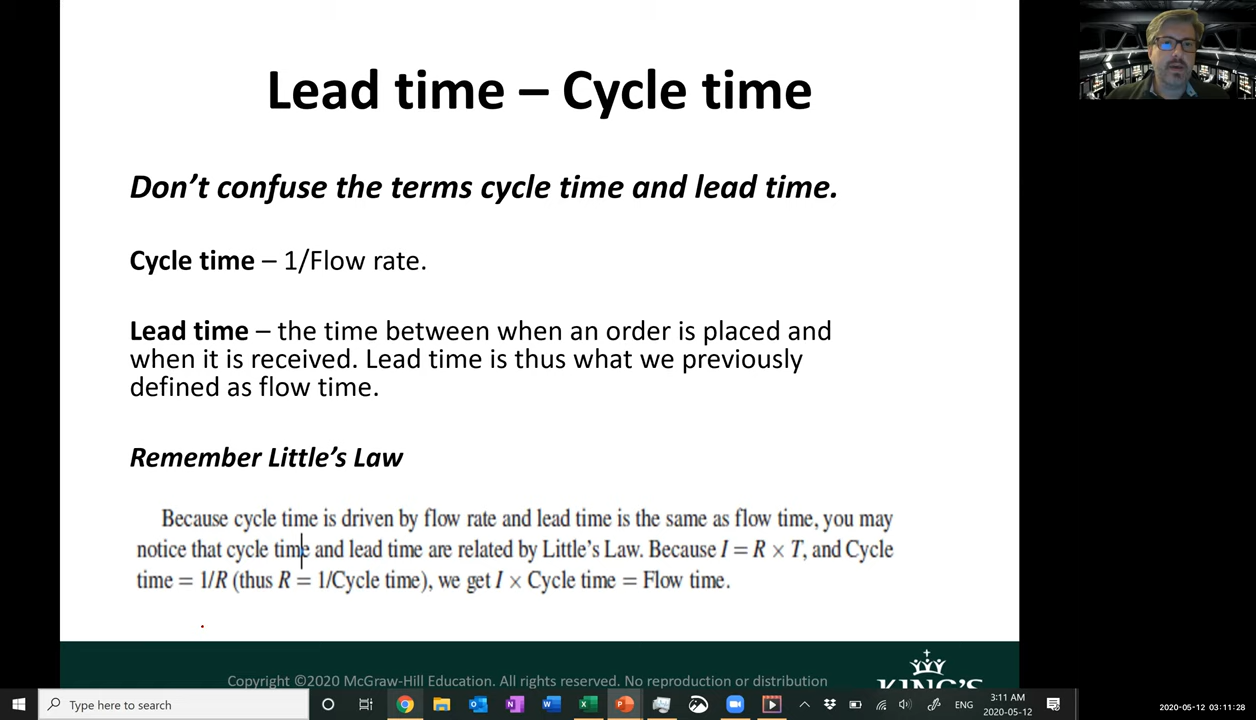 Lead time – Cycle time
Don't confuse the terms cycle time and lead time.
Cycle time – 1/Flow rate.
Lead time – the time between when an order is placed and
when it is received. Lead time is thus what we previously
defined as flow time.
Remember Little's Law
Because cycle time is driven by flow rate and lead time is the same as flow time, you may
notice that cycle time and lead time are related by Little's Law. Because I = R × T, and Cycle
time = 1/R (thus R = 1/Cycle time), we get I × Cycle time = Flow time.
Copyright ©2020 McGraw-Hill Education. All rights reserved. No reproduction or distribution
KING'S
Type here to search
ENG
3:11 AM
2020-05-12
2020-05-12 03:11:28